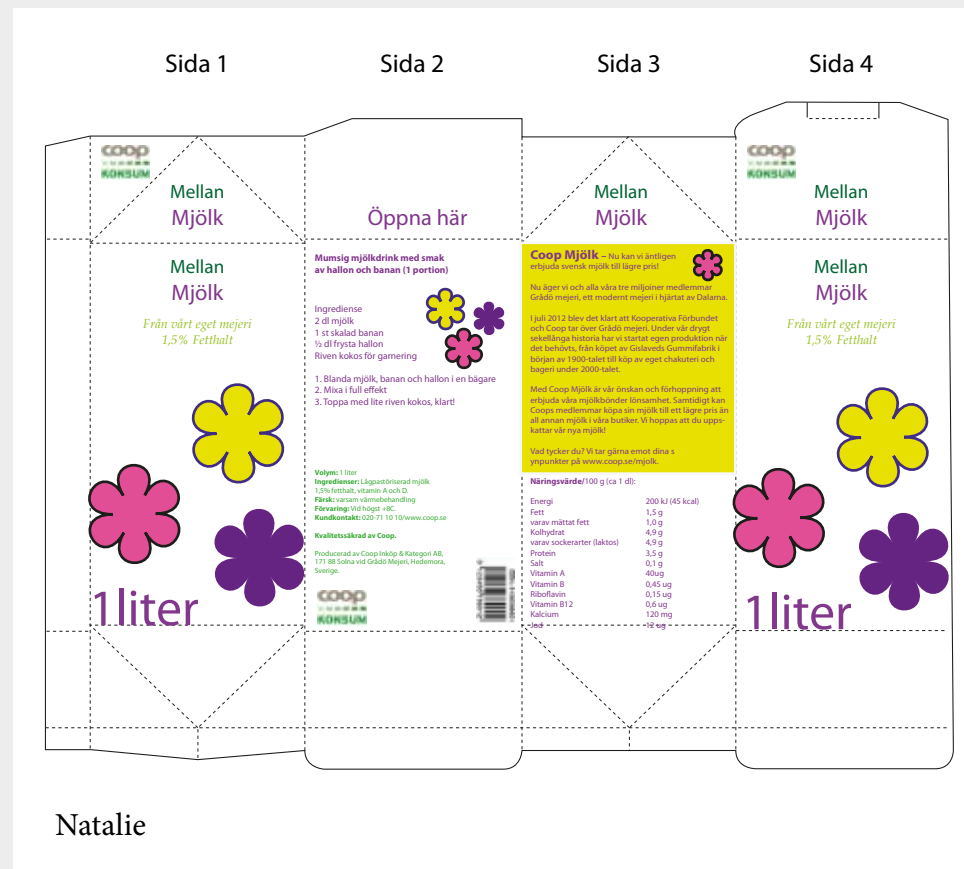 Sida 1
Sida 2
Sida 3
Sida 4
coop
KONSUM
Mellan
Mjölk
Mellan
Mjölk
Från vårt eget mejeri
1,5% Fetthalt
1liter
Öppna här
Mumsig mjölkdrink med smak
av hallon och banan (1 portion)
Ingrediense
2 dl mjölk
1 st skalad banan
½ dl frysta hallon
Riven kokos för garnering
1. Blanda mjölk, banan och hallon i en bägare
2. Mixa i full effekt
3. Toppa med lite riven kokos, klart!
Volym: 1 liter
Ingredienser: Lågpastöriserad mjölk
1,5% fetthalt, vitamin A och D.
Färsk: varsam värmebehandling
Förvaring: Vid högst +8C.
Kundkontakt: 020-71 10 10/www.coop.se
Kvalitetssäkrad av Coop.
Producerad av Coop Inköp & Kategori AB,
171 88 Solna vid Grådö Mejeri, Hedemora,
Sverige.
coop
KONSUM
Mellan
Mjölk
Coop Mjölk – Nu kan vi äntligen
erbjuda svensk mjölk till lägre pris!
Nu äger vi och alla våra tre miljoiner medlemmar
Grådö mejeri, ett modernt mejeri i hjärtat av Dalarna.
I juli 2012 blev det klart att Kooperativa Förbundet
och Coop tar över Grådö mejeri. Under vår drygt
sekellånga historia har vi startat egen produktion när
det behövts, från köpet av Gislaveds Gummifabrik i
början av 1900-talet till köp av eget chakuteri och
bageri under 2000-talet.
Med Coop Mjölk är vår önskan och förhoppning att
erbjuda våra mjölkbönder lönsamhet. Samtidigt kan
Coops medlemmar köpa sin mjölk till ett lägre pris än
all annan mjölk i våra butiker. Vi hoppas att du upps-
kattar vår nya mjölk!
Vad tycker du? Vi tar gärna emot dina s
ynpunkter på www.coop.se/mjolk.
Näringsvärde/100 g (ca 1 dl):
Energi 200 kJ (45 kcal)
Fett 1,5 g
varav mättat fett 1,0 g
Kolhydrat 4,9 g
varav sockerarter (laktos) 4,9 g
Protein 3,5 g
Salt 0,1 g
Vitamin A 40ug
Vitamin B 0,45 ug
Riboflavin 0,15 ug
Vitamin B12 0,6 ug
Kalcium 120 mg
Jod 12 ug
coop
KONSUM
Mellan
Mjölk
Mellan
Mjölk
Från vårt eget mejeri
1,5% Fetthalt
1liter
Natalie